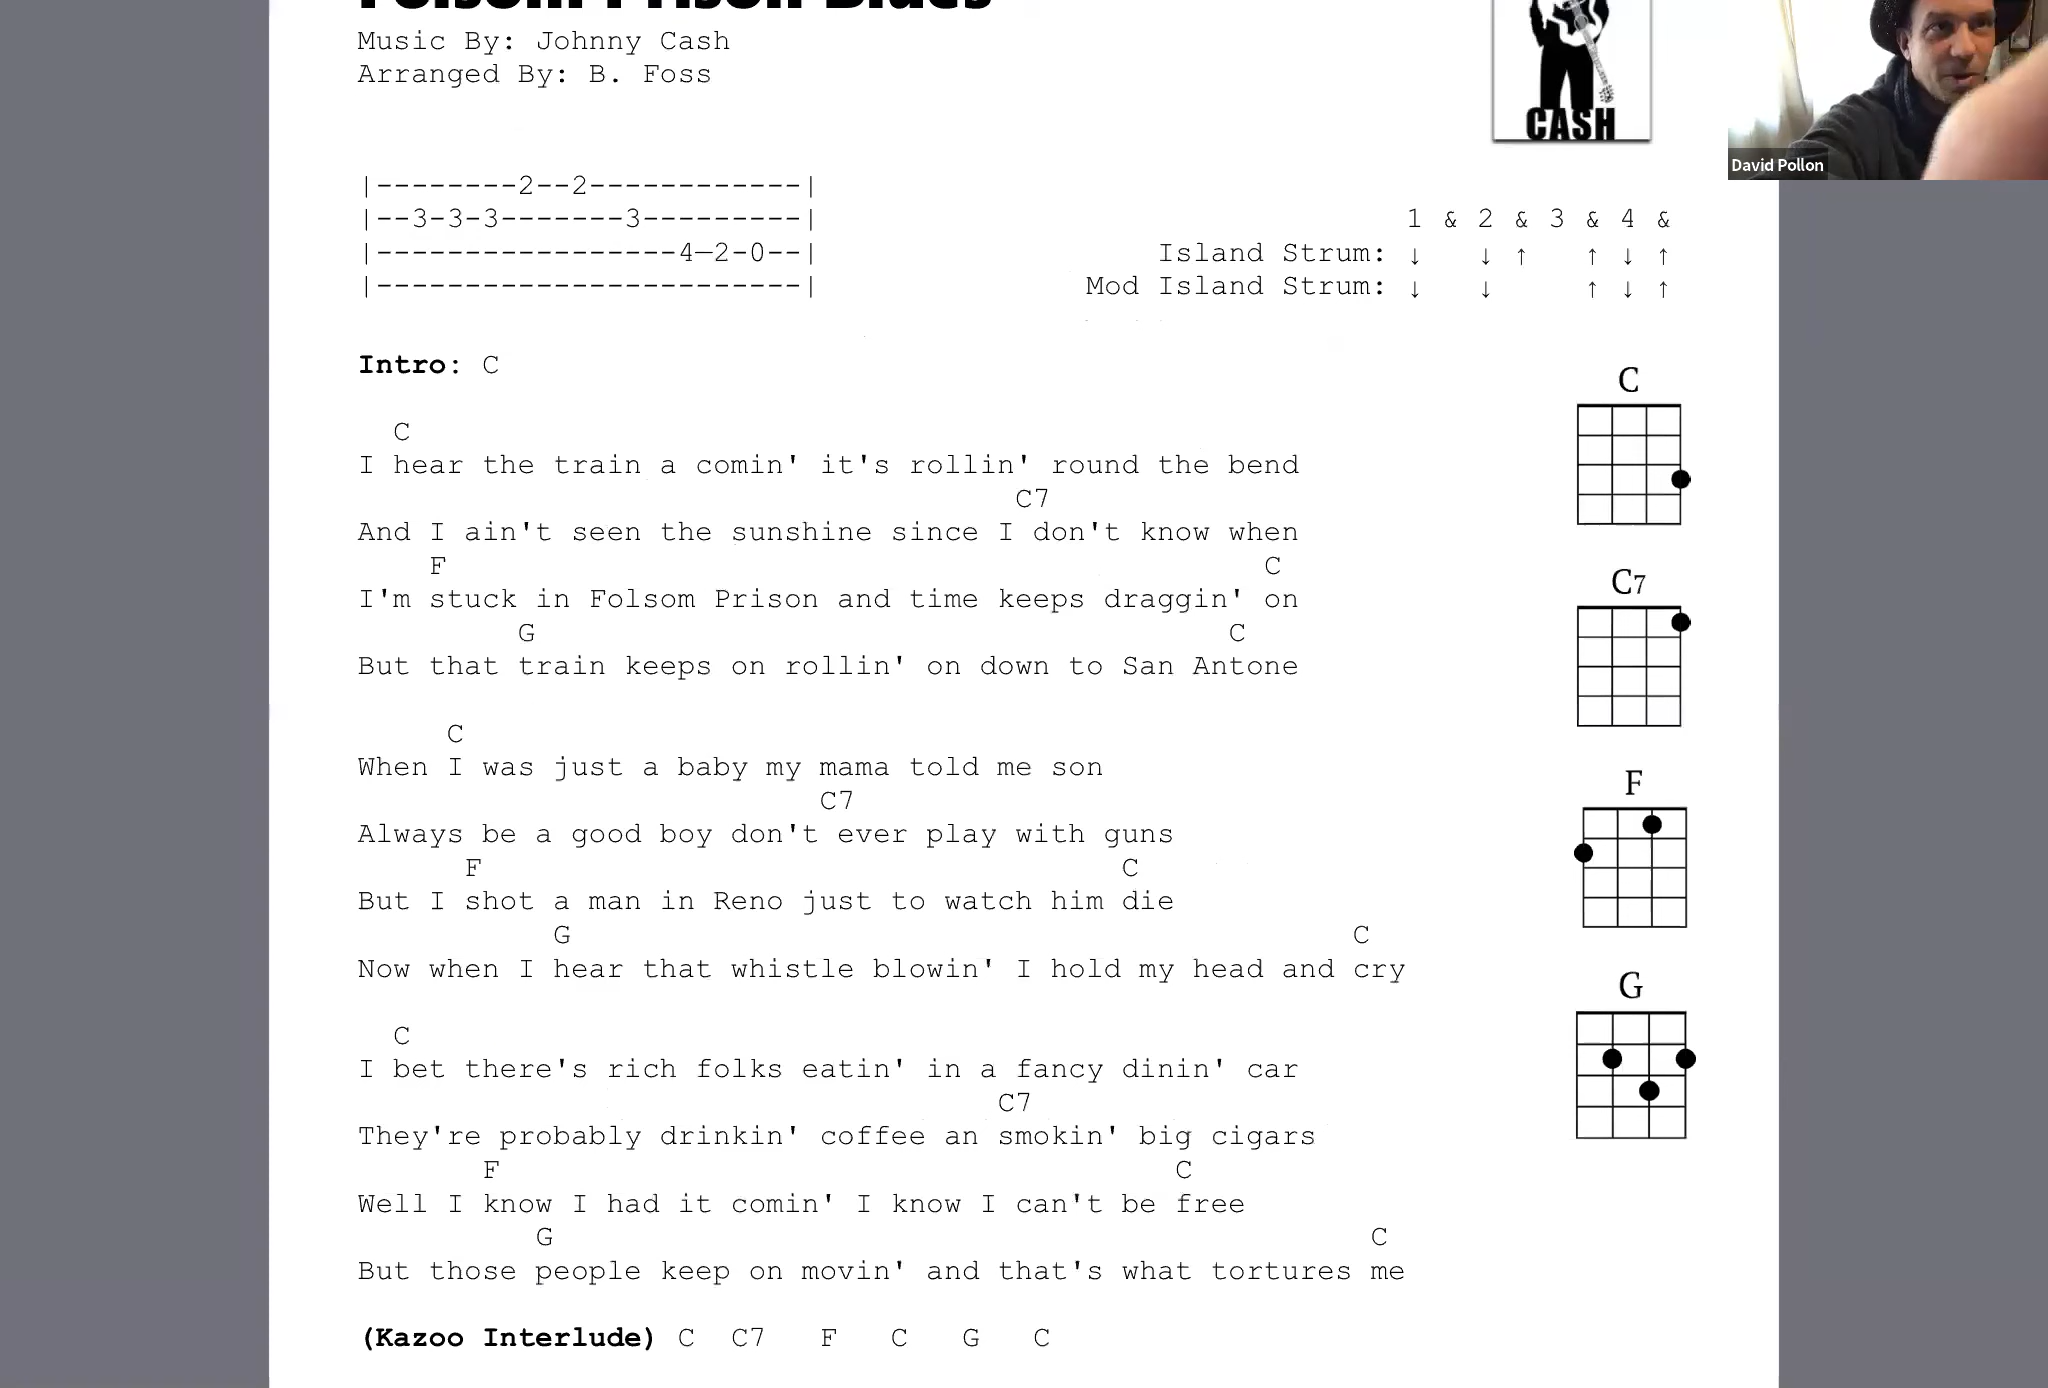 Folsom Prison Blues
Music By: Johnny Cash
Arranged By: B. Foss
CASH
David Pollon
|--------2--2------------|
|--3-3-3-------3---------|
|-----------------4—2-0--|
|------------------------|
1 & 2 & 3 & 4 &
Island Strum: ↓   ↓ ↑   ↑ ↓ ↑
Mod Island Strum: ↓   ↓     ↑ ↓ ↑
Intro: C
C
I hear the train a comin' it's rollin' round the bend
C7
And I ain't seen the sunshine since I don't know when
F C
I'm stuck in Folsom Prison and time keeps draggin' on
G C
But that train keeps on rollin' on down to San Antone
C
When I was just a baby my mama told me son
C7
Always be a good boy don't ever play with guns
F C
But I shot a man in Reno just to watch him die
G C
Now when I hear that whistle blowin' I hold my head and cry
C
I bet there's rich folks eatin' in a fancy dinin' car
C7
They're probably drinkin' coffee an smokin' big cigars
F C
Well I know I had it comin' I know I can't be free
G C
But those people keep on movin' and that's what tortures me
(Kazoo Interlude) C C7 F C G C
C
C7
F
G